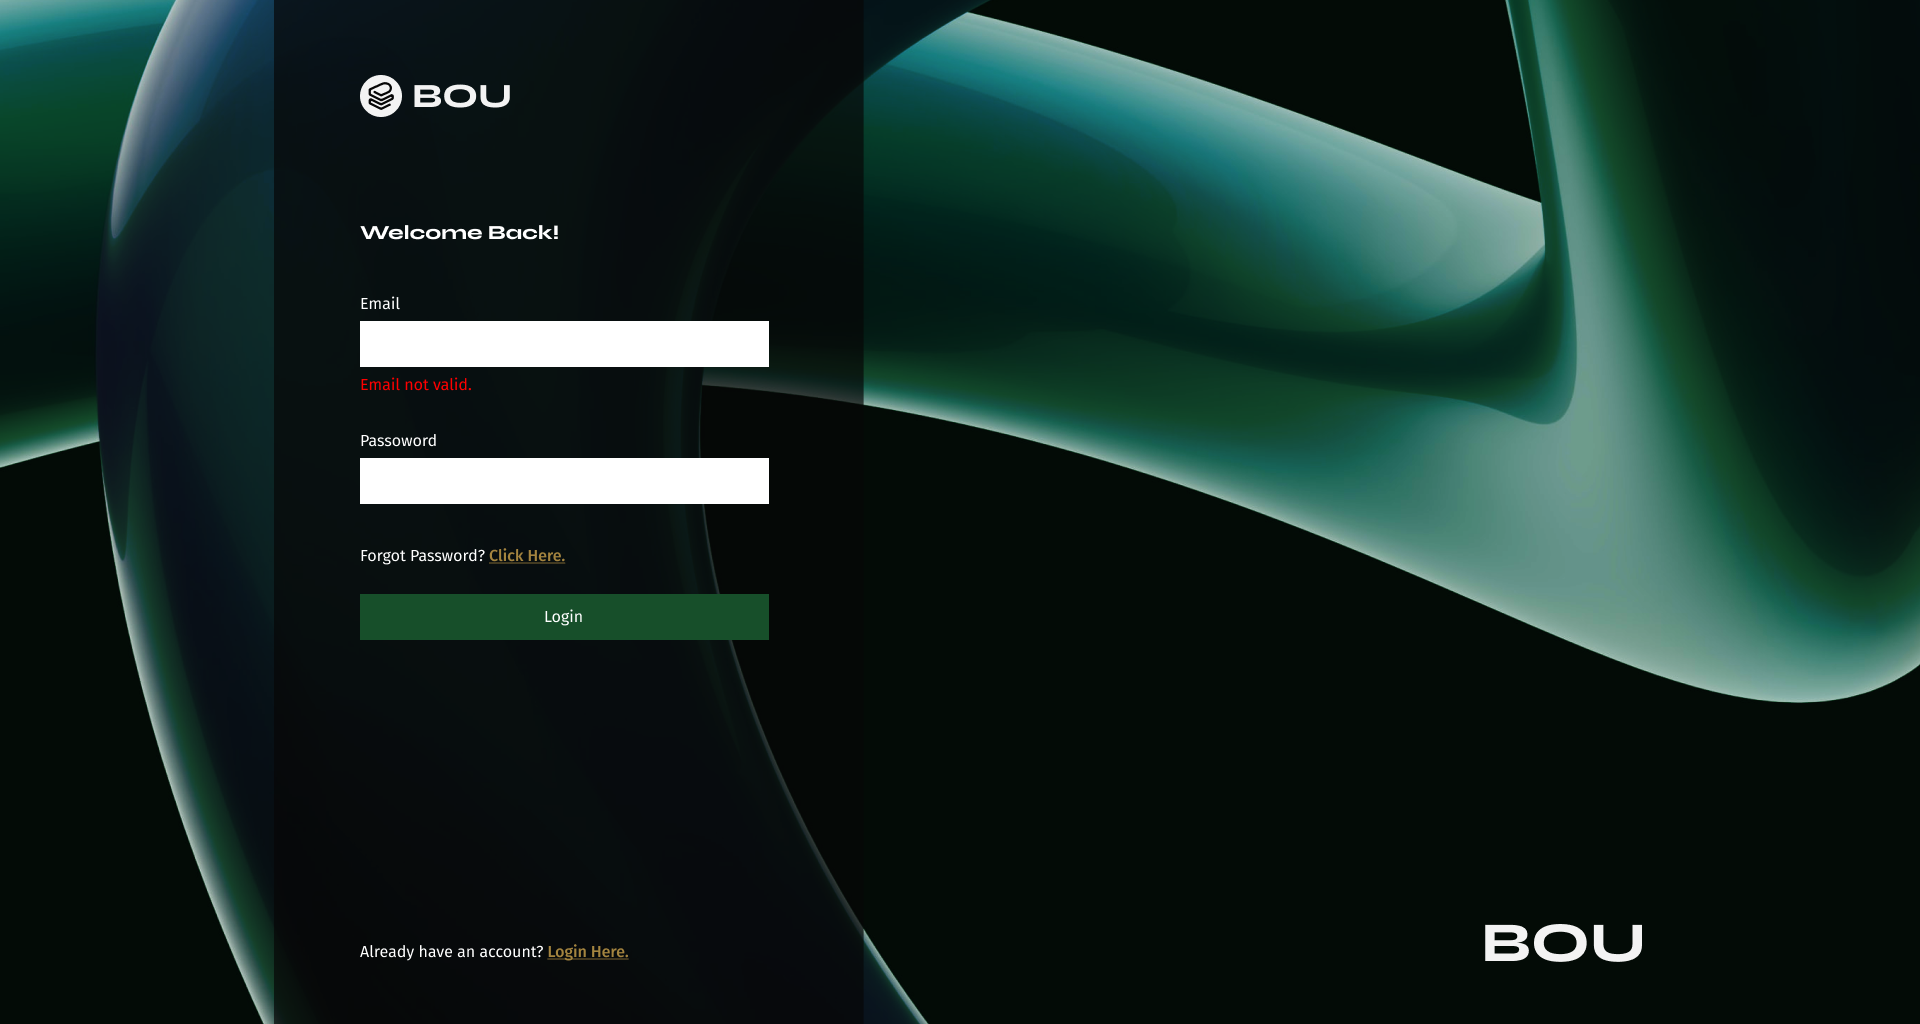 BOU
Welcome Back!
Email
Email not valid.
Passoword
Forgot Password? Click Here.
Login
Already have an account? Login Here.
BOU